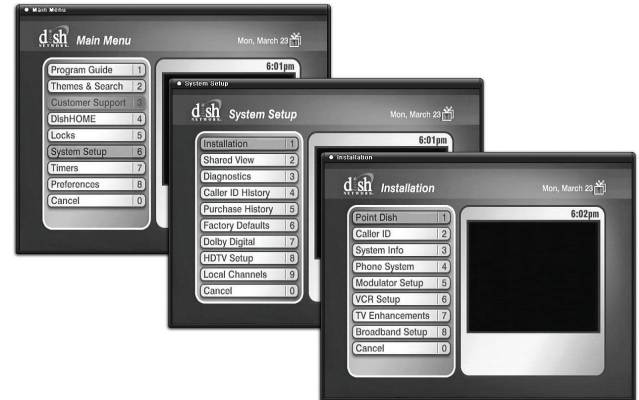 Main Menu
dish
NETWORK
Main Menu
Mon, March 23
6:01pm
Program Guide 1
Themes & Search 2
Customer Support 3
DishHOME 4
Locks 5
System Setup 6
Timers 7
Preferences 8
Cancel 0
System Setup
dish
NETWORK
System Setup
Mon, March 23
6:01pm
Installation 1
Shared View 2
Diagnostics 3
Caller ID History 4
Purchase History 5
Factory Defaults 6
Dolby Digital 7
HDTV Setup 8
Local Channels 9
Cancel 0
Installation
dish
NETWORK
Installation
Mon, March 23
6:02pm
Point Dish 1
Caller ID 2
System Info 3
Phone System 4
Modulator Setup 5
VCR Setup 6
TV Enhancements 7
Broadband Setup 8
Cancel 0